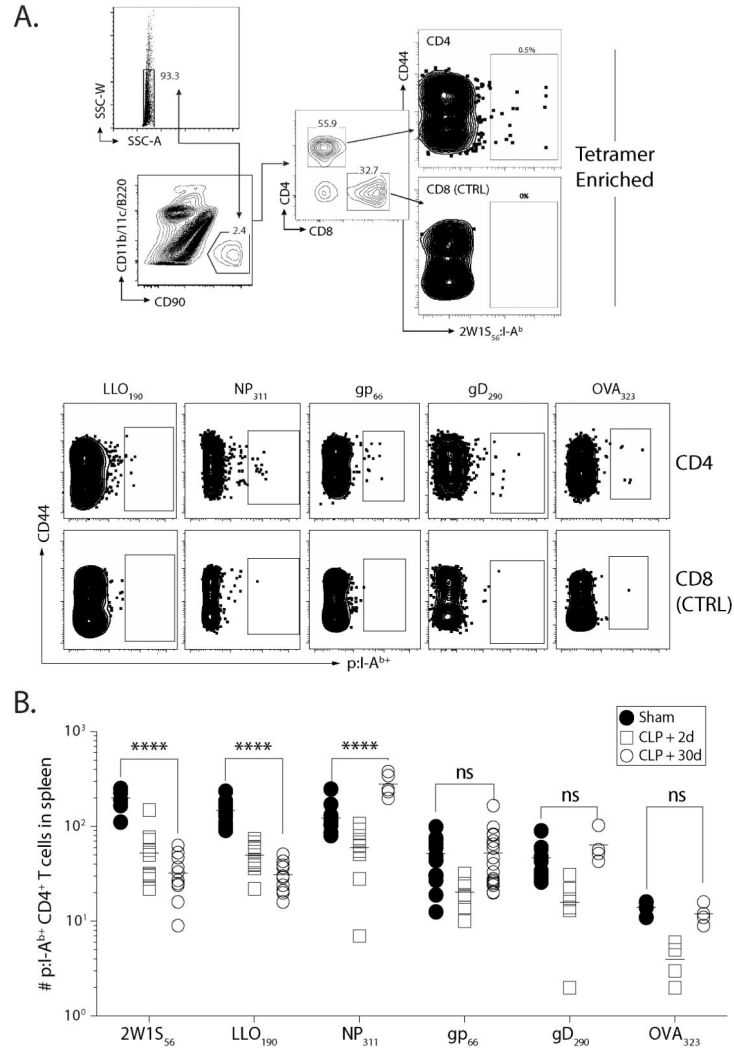 A.
SSC-W
93.3
SSC-A
CD11b/11c/B220
2.4
CD90
55.9
32.7
CD4
CD8
CD44
CD4
0.5%
CD8 (CTRL)
0%
2W1S56:I-Ab
Tetramer
Enriched
LLO190 NP311 gp66 gD290 OVA323
CD44
CD4
CD8
(CTRL)
p:I-Ab+
B.
Sham
CLP + 2d
CLP + 30d
**** **** **** ns ns ns
# p:I-Ab+ CD4+ T cells in spleen
103
102
101
100
2W1S56 LLO190 NP311 gp66 gD290 OVA323